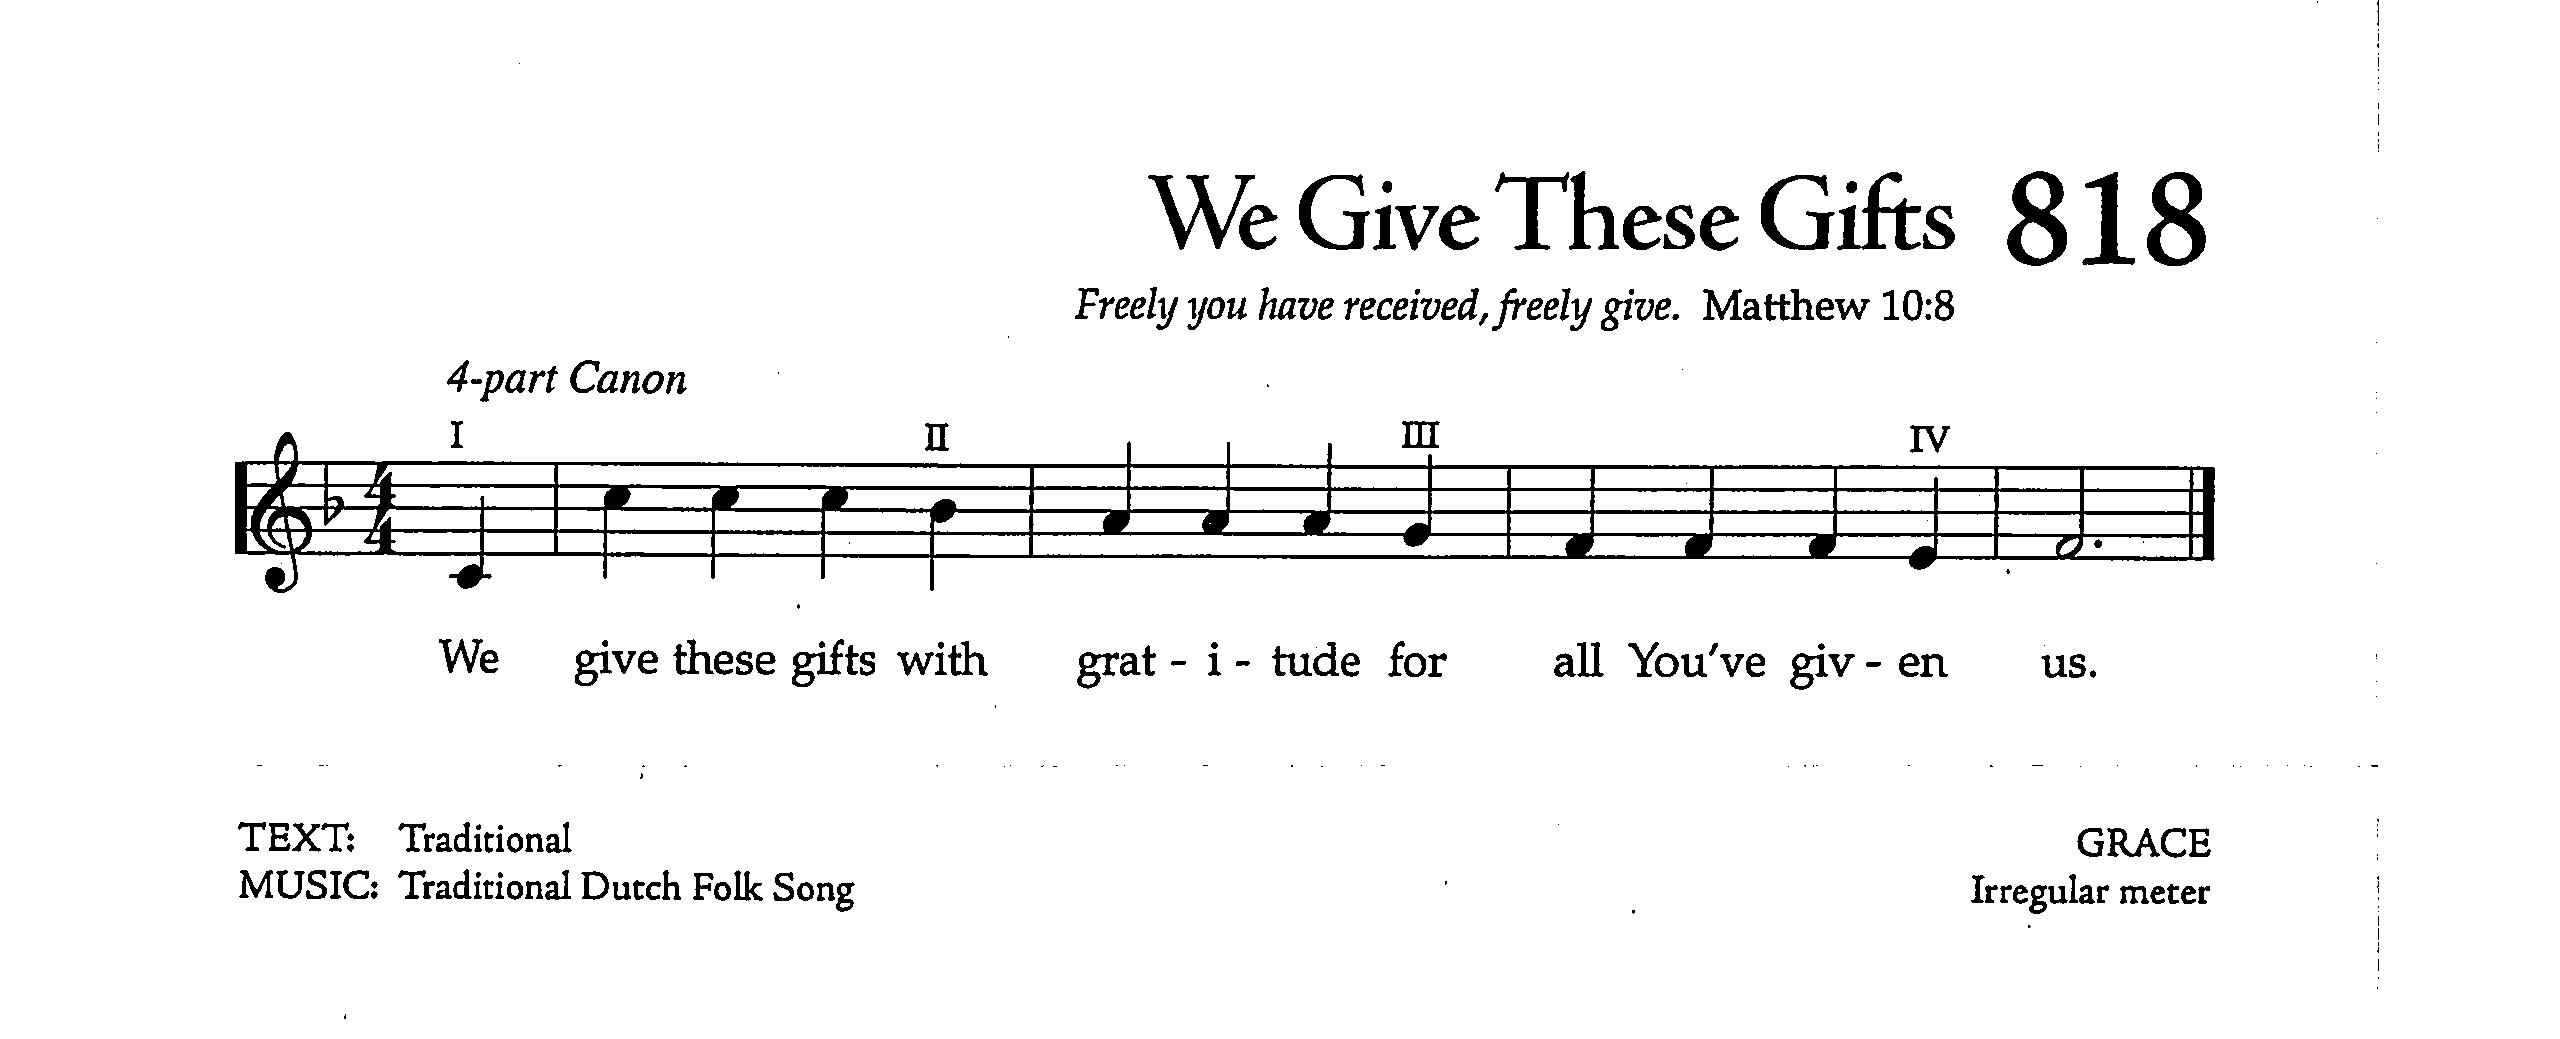 We Give These Gifts 818
Freely you have received, freely give. Matthew 10:8
4-part Canon
I II III IV
4
4
We give these gifts with grat - i - tude for all You've giv - en us.
TEXT: Traditional
MUSIC: Traditional Dutch Folk Song
GRACE
Irregular meter